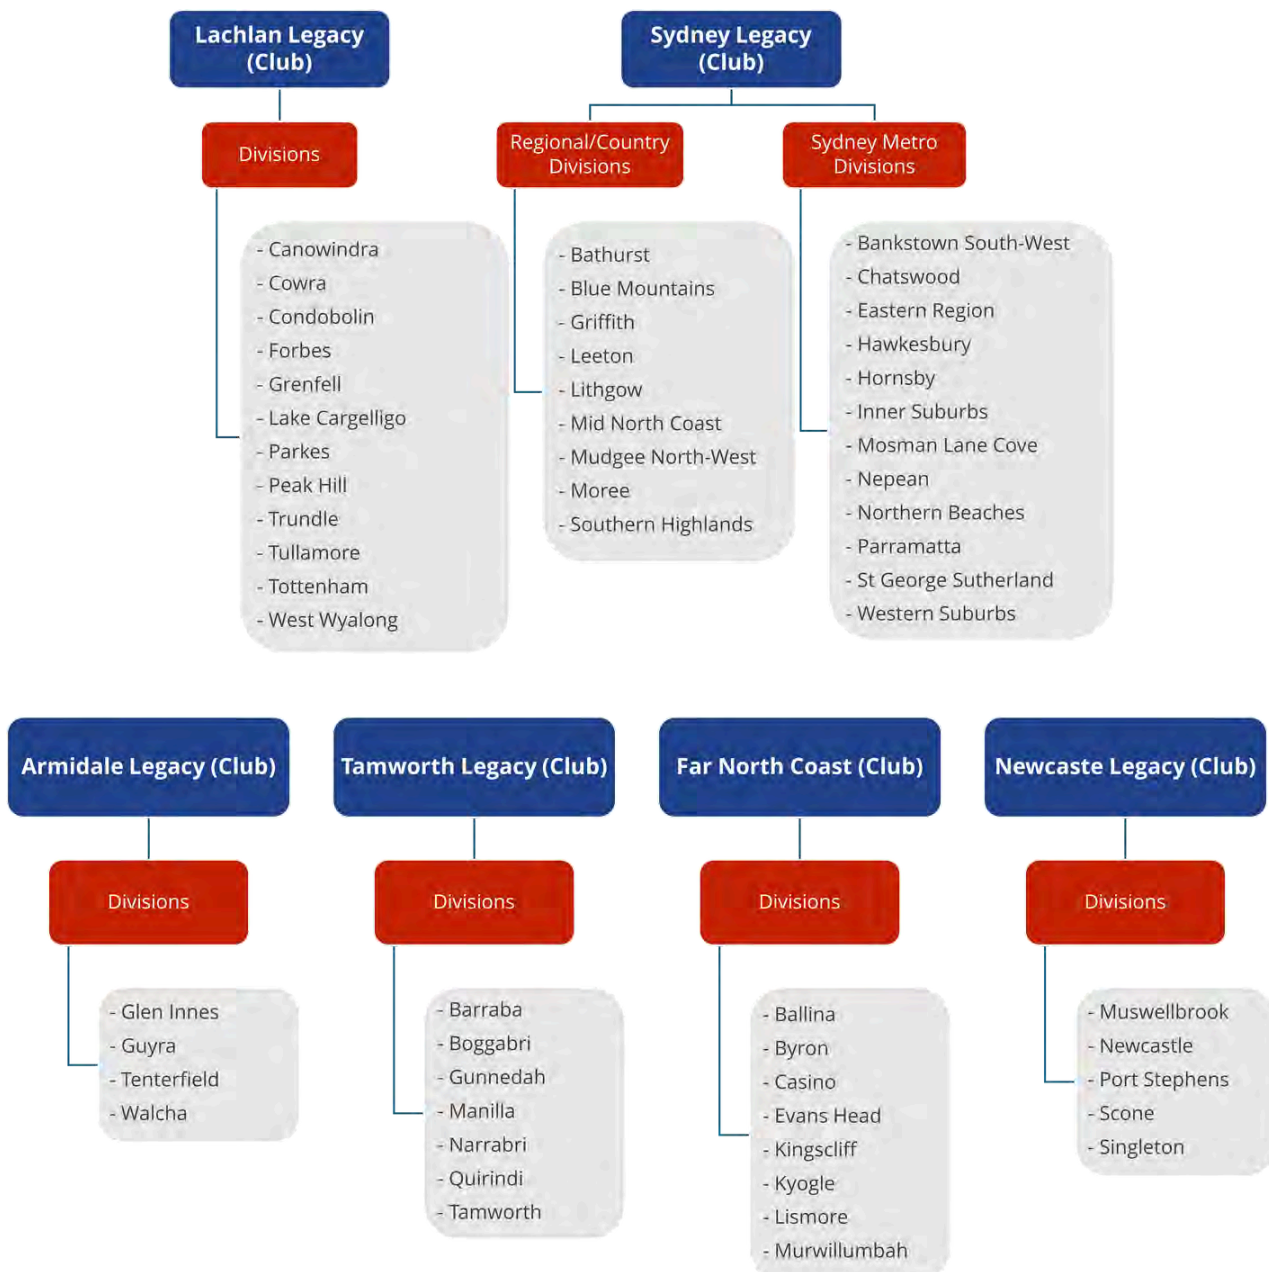 Lachlan Legacy
(Club)
Divisions
- Canowindra
- Cowra
- Condobolin
- Forbes
- Grenfell
- Lake Cargelligo
- Parkes
- Peak Hill
- Trundle
- Tullamore
- Tottenham
- West Wyalong
Sydney Legacy
(Club)
Regional/Country
Divisions
- Bathurst
- Blue Mountains
- Griffith
- Leeton
- Lithgow
- Mid North Coast
- Mudgee North-West
- Moree
- Southern Highlands
Sydney Metro
Divisions
- Bankstown South-West
- Chatswood
- Eastern Region
- Hawkesbury
- Hornsby
- Inner Suburbs
- Mosman Lane Cove
- Nepean
- Northern Beaches
- Parramatta
- St George Sutherland
- Western Suburbs
Armidale Legacy (Club)
Divisions
- Glen Innes
- Guyra
- Tenterfield
- Walcha
Tamworth Legacy (Club)
Divisions
- Barraba
- Boggabri
- Gunnedah
- Manilla
- Narrabri
- Quirindi
- Tamworth
Far North Coast (Club)
Divisions
- Ballina
- Byron
- Casino
- Evans Head
- Kingscliff
- Kyogle
- Lismore
- Murwillumbah
Newcaste Legacy (Club)
Divisions
- Muswellbrook
- Newcastle
- Port Stephens
- Scone
- Singleton